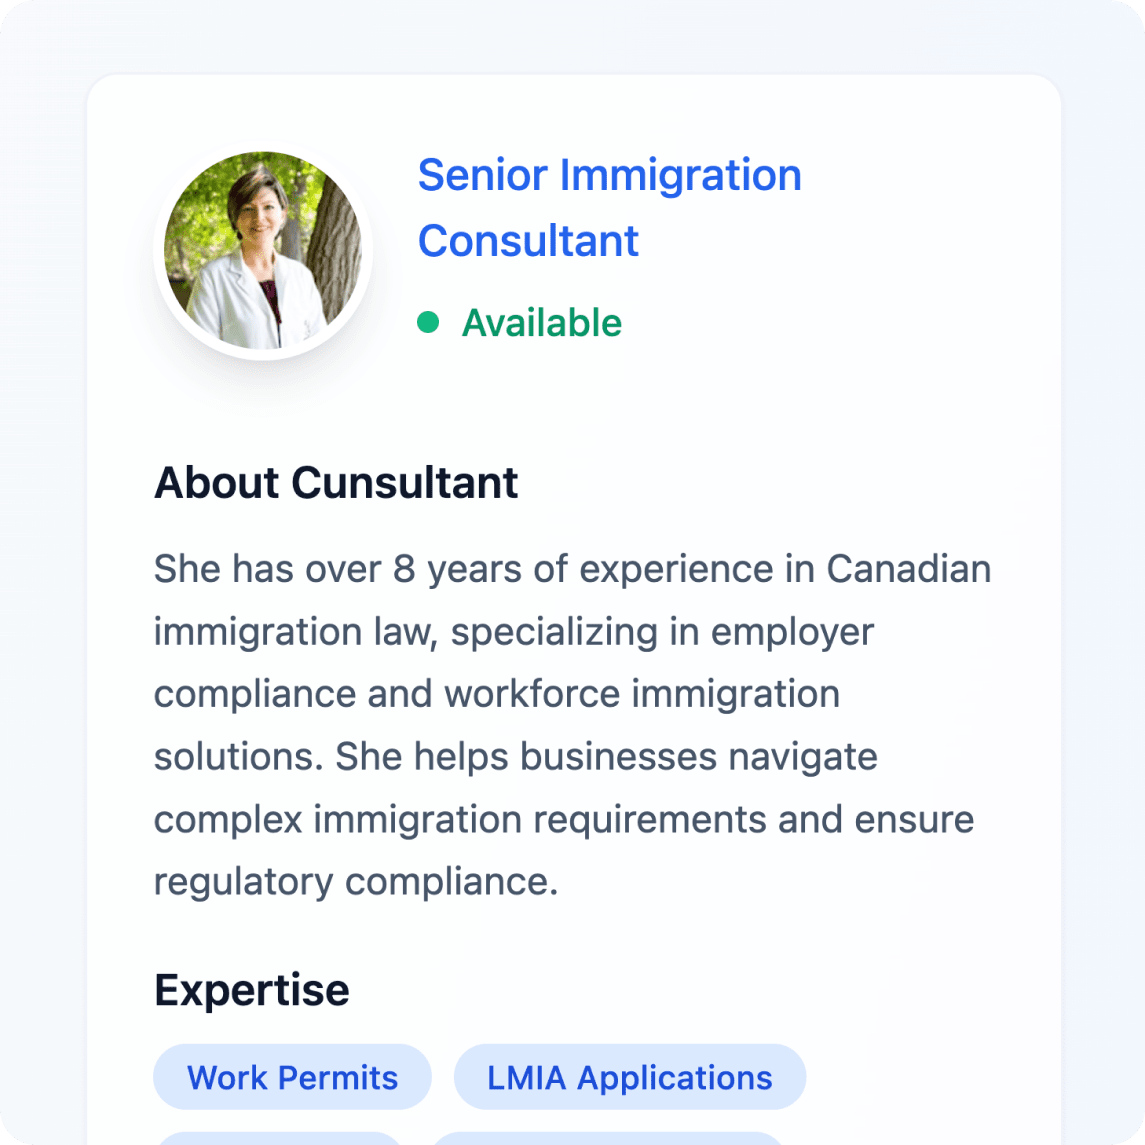 Senior Immigration
Consultant
Available
About Cunsultant
She has over 8 years of experience in Canadian
immigration law, specializing in employer
compliance and workforce immigration
solutions. She helps businesses navigate
complex immigration requirements and ensure
regulatory compliance.
Expertise
Work Permits
LMIA Applications